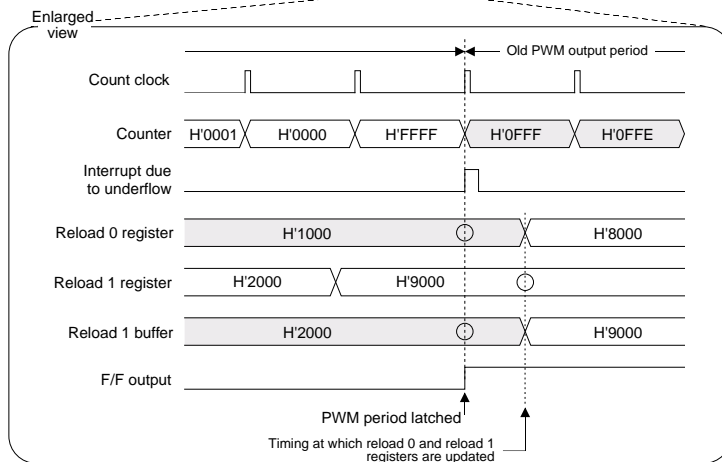 Enlarged
view
Old PWM output period
Count clock
Counter
H'0001 H'0000 H'FFFF H'0FFF H'0FFE
Interrupt due
to underflow
Reload 0 register
H'1000 H'8000
Reload 1 register
H'2000 H'9000
Reload 1 buffer
H'2000 H'9000
F/F output
PWM period latched
Timing at which reload 0 and reload 1
registers are updated